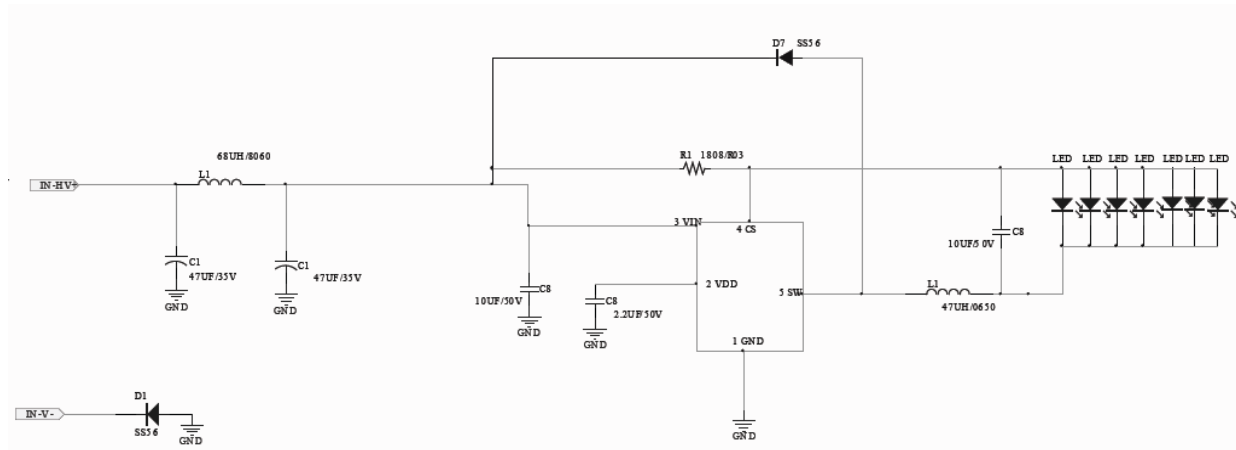 D7 SS56
68UH/8060
L1
R1 1808/R03
LED LED LED LED LED LED LED
IN-HV+
3 VIN
4 CS
C8
10UF/50V
C1
47UF/35V
C1
47UF/35V
GND
GND
C8
10UF/50V
GND
C8
2.2UF/50V
GND
2 VDD
5 SW
L1
47UH/0650
1 GND
GND
IN-V-
D1
SS56
GND